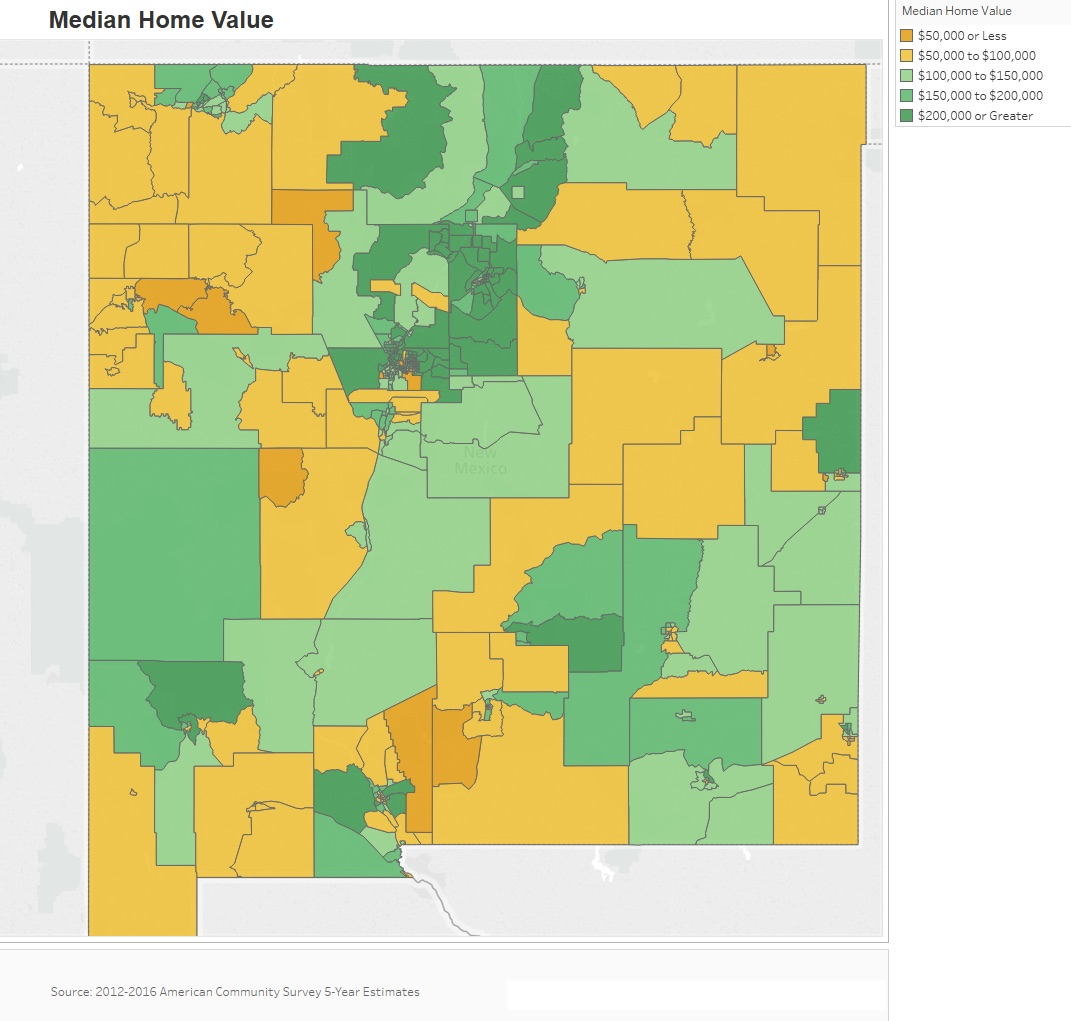 Median Home Value
Median Home Value
$50,000 or Less
$50,000 to $100,000
$100,000 to $150,000
$150,000 to $200,000
$200,000 or Greater
New
Mexico
Source: 2012-2016 American Community Survey 5-Year Estimates